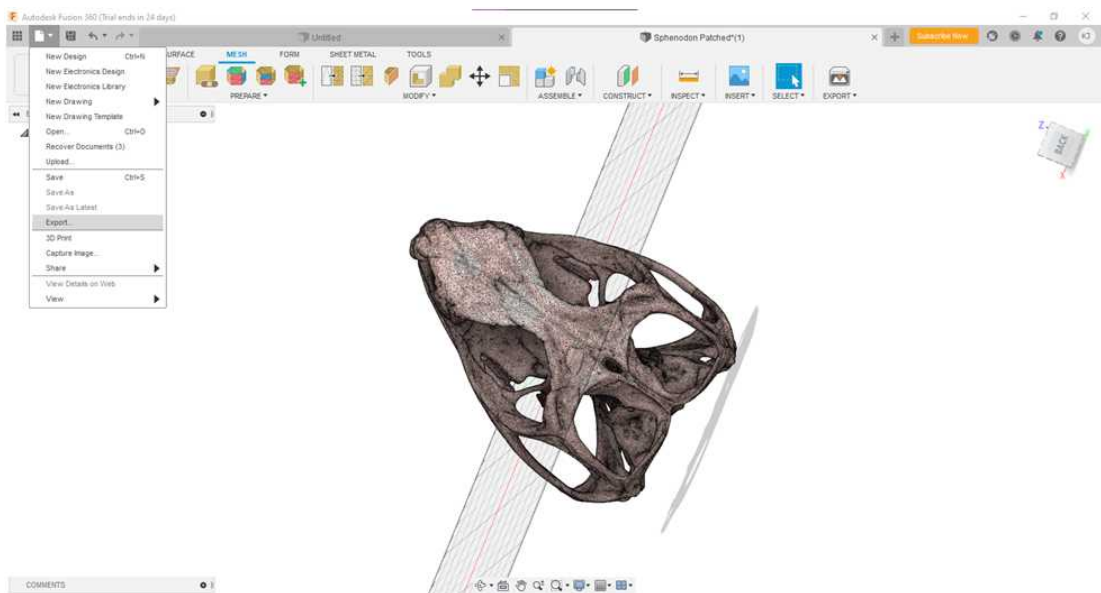 Autodesk Fusion 360 (Trial ends in 24 days)
Untitled
Sphenodon Patched*(1)
Subscribe Now
KJ
URFACE
MESH
FORM
SHEET METAL
TOOLS
PREPARE
MODIFY
ASSEMBLE
CONSTRUCT
INSPECT
INSERT
SELECT
EXPORT
New Design Ctrl+N
New Electronics Design
New Electronics Library
New Drawing
New Drawing Template
Open... Ctrl+O
Recover Documents (3)
Upload...
Save Ctrl+S
Save As
Save As Latest
Export...
3D Print
Capture Image...
Share
View Details on Web
View
Z
BACK
X
COMMENTS